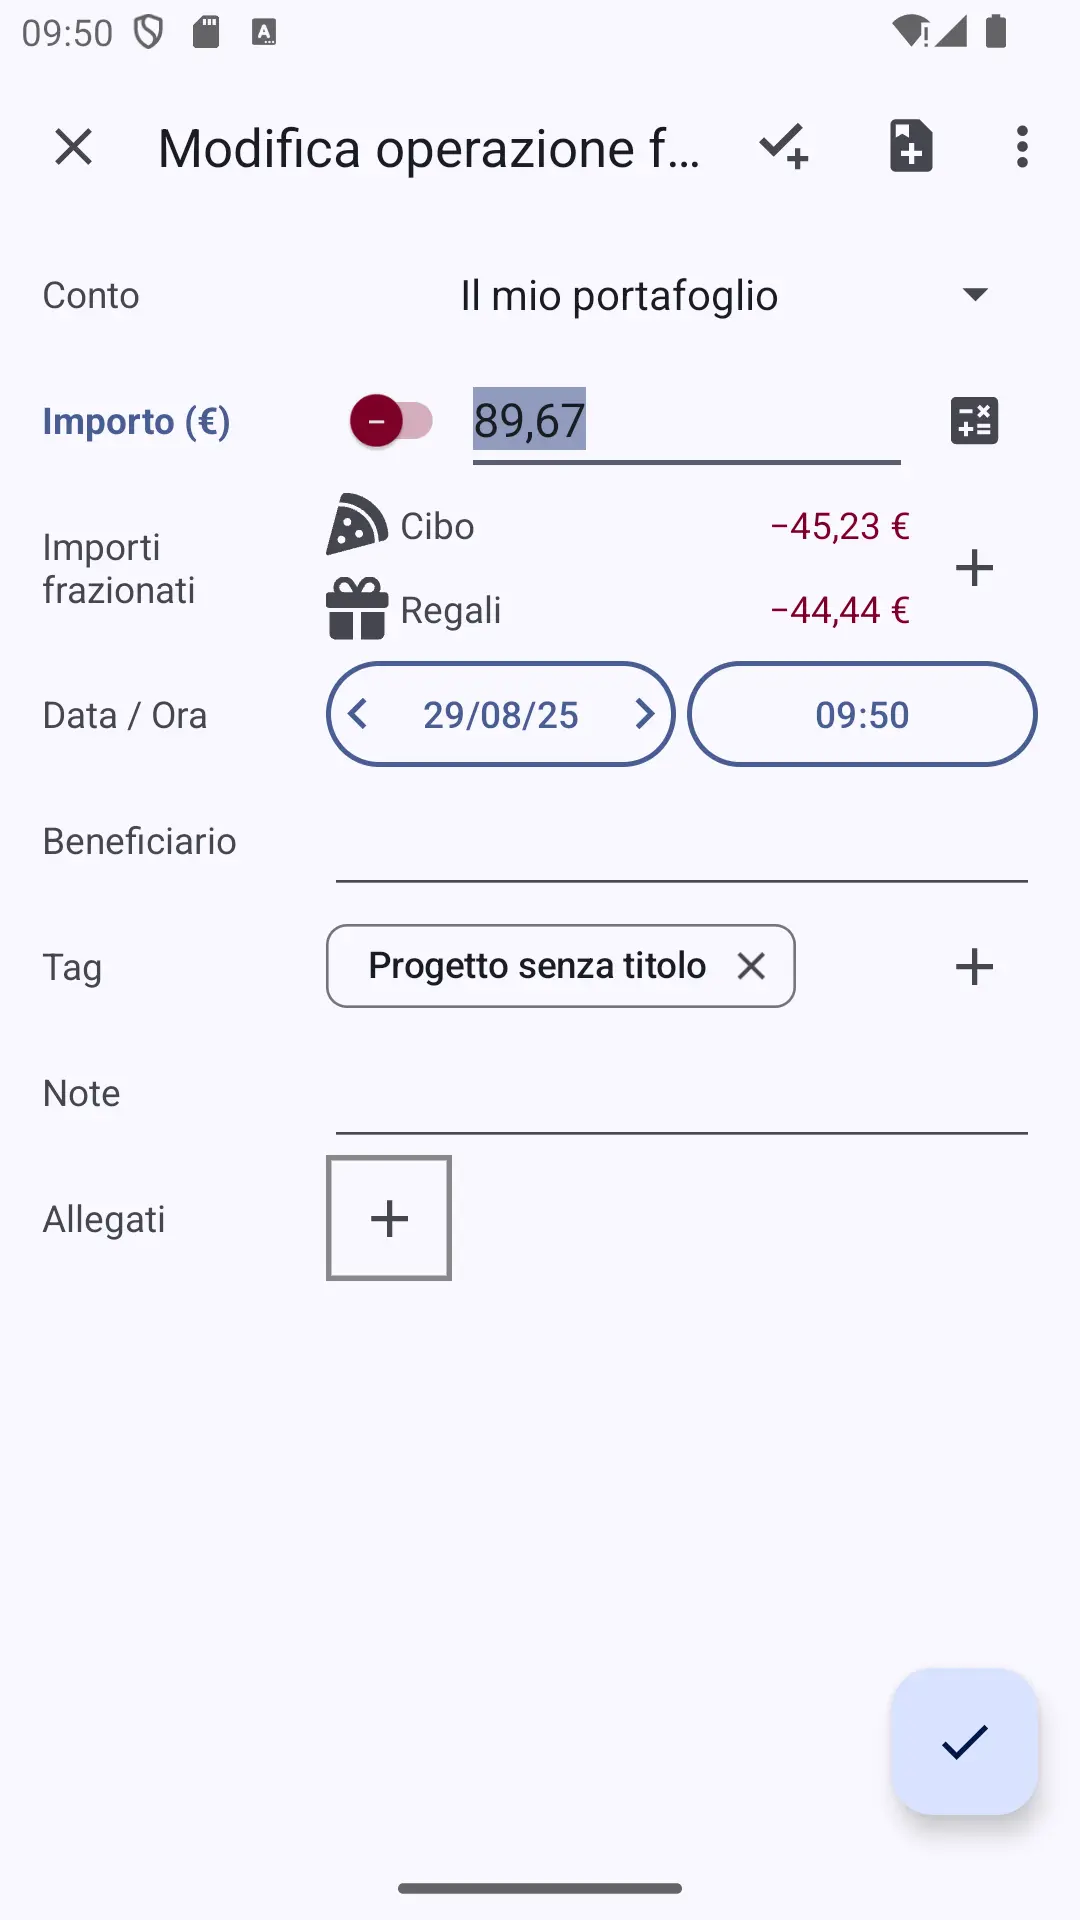 09:50
Modifica operazione f...
Conto
Il mio portafoglio
Importo (€)
89,67
Importi frazionati
Cibo
−45,23 €
Regali
−44,44 €
Data / Ora
29/08/25
09:50
Beneficiario
Tag
Progetto senza titolo
Note
Allegati